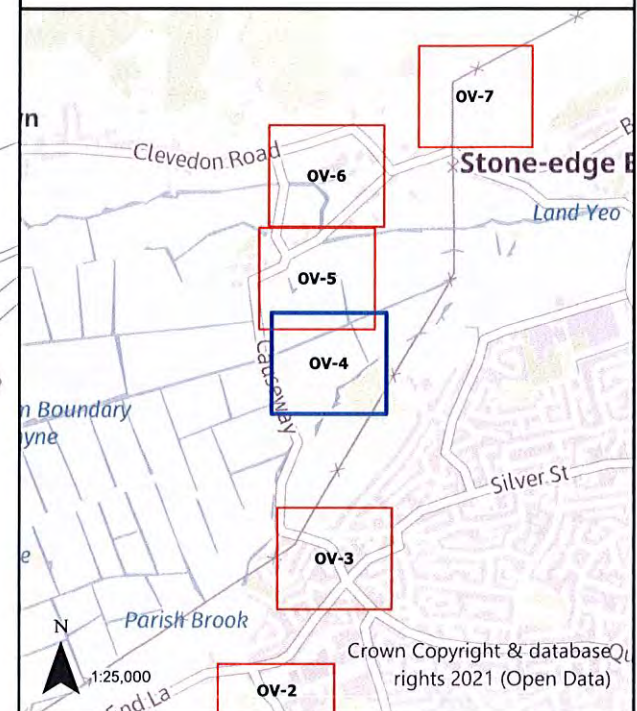 OV-7
Clevedon Road
OV-6
Stone-edge
Land Yeo
OV-5
OV-4
Causeway
Boundary
Silver St
OV-3
Parish Brook
N
1:25,000
Crown Copyright & database
rights 2021 (Open Data)
OV-2
End La